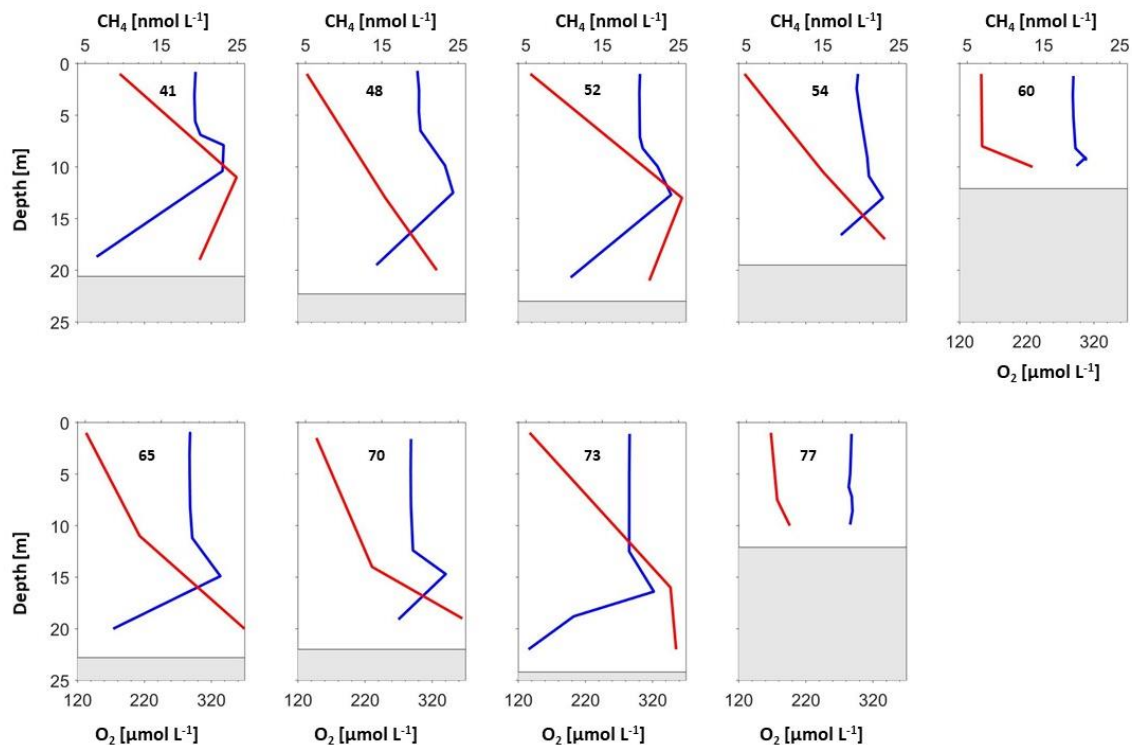 CH4 [nmol L-1] CH4 [nmol L-1] CH4 [nmol L-1] CH4 [nmol L-1] CH4 [nmol L-1]
5 15 25 5 15 25 5 15 25 5 15 25 5 15 25
0
41 48 52 54 60
5
10
Depth [m]
15
20
25
120 220 320
O2 [µmol L-1]
0
65 70 73 77
5
10
Depth [m]
15
20
25
120 220 320 120 220 320 120 220 320 120 220 320
O2 [µmol L-1] O2 [µmol L-1] O2 [µmol L-1] O2 [µmol L-1]